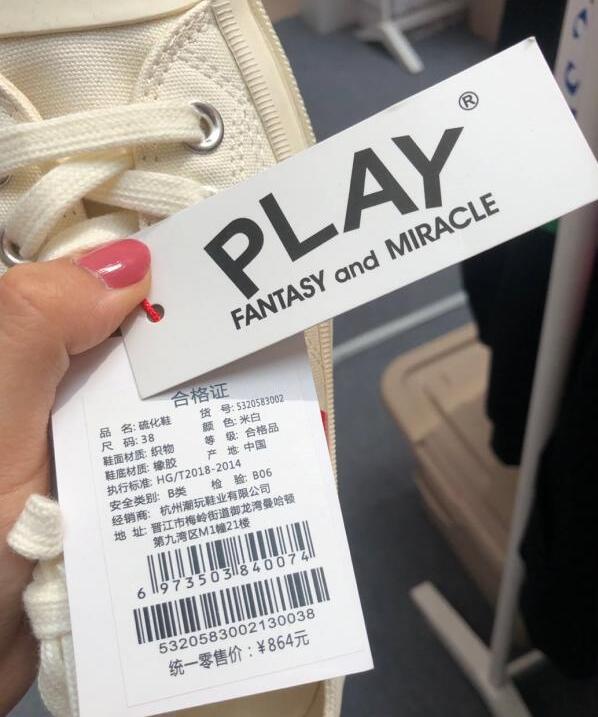 PLAY ®
FANTASY and MIRACLE
合格证
品 名: 硫化鞋 货 号: 5320583002
尺 码: 38 颜 色: 米白
鞋面材质: 织物 等 级: 合格品
鞋底材质: 橡胶 产 地: 中国
执行标准: HG/T2018-2014
安全类别: B类 检 验: B06
经销商: 杭州潮玩鞋业有限公司
地 址: 晋江市梅岭街道御龙湾曼哈顿
第九湾区M1幢21楼
6 973503 840074
5320583002130038
统一零售价: ¥864元